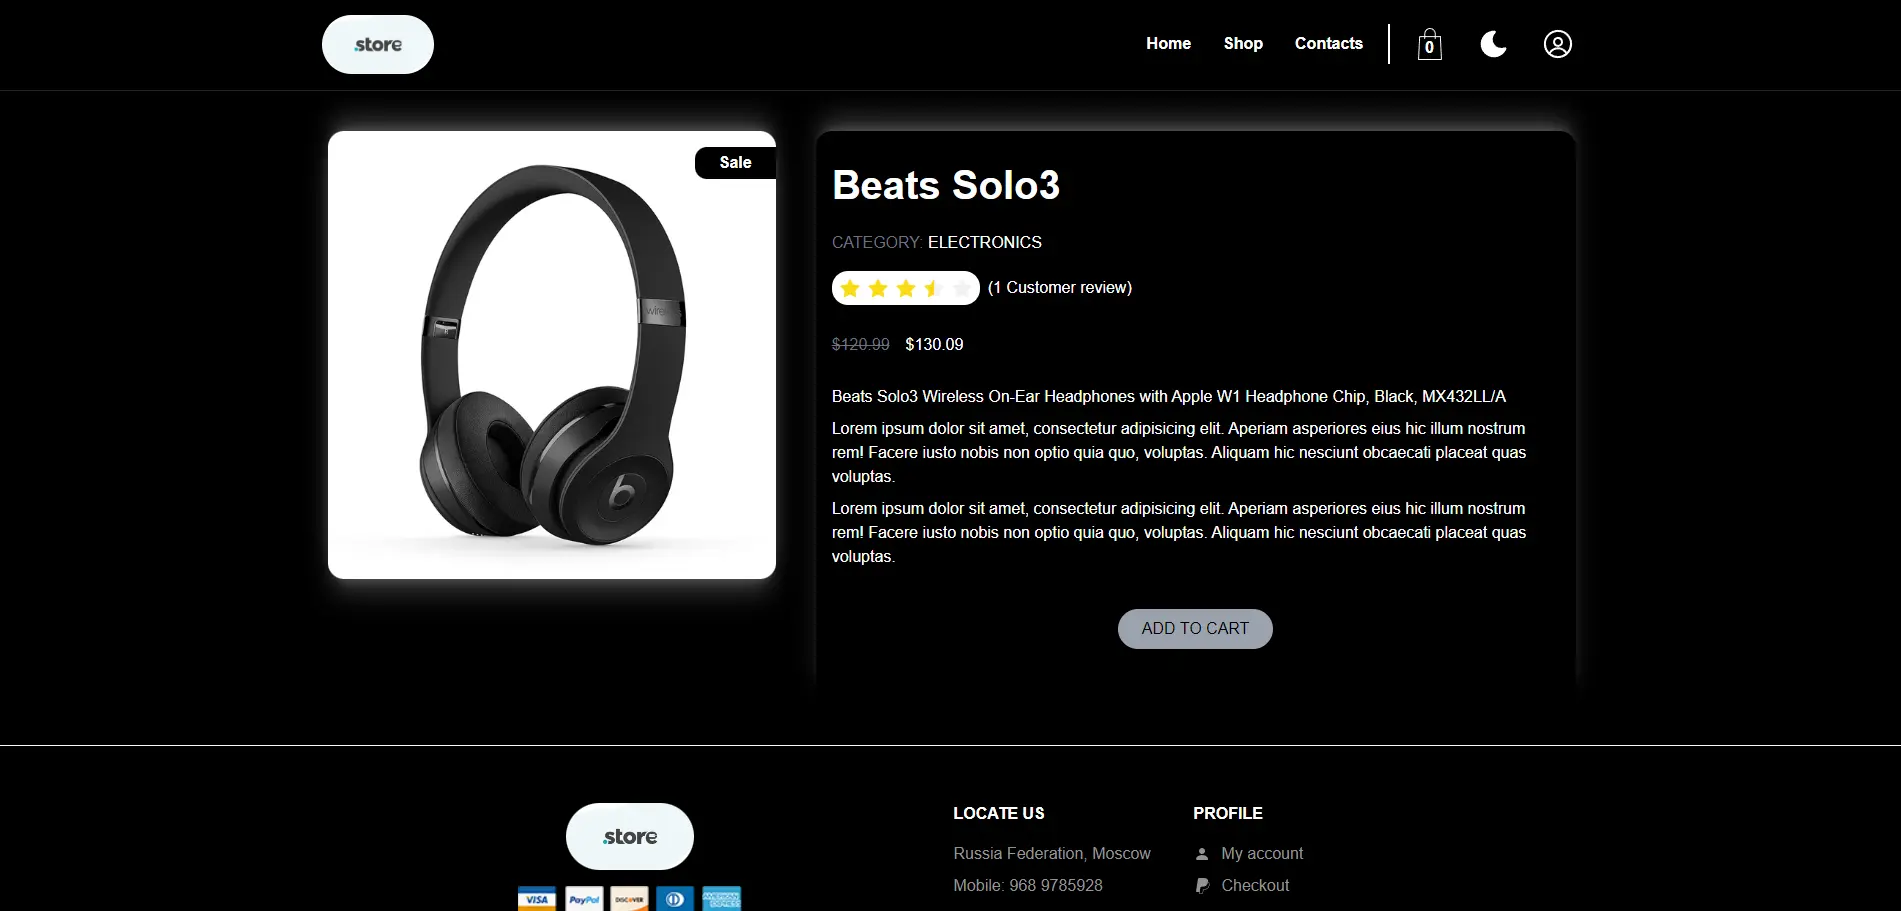 .store
Home
Shop
Contacts
0
Sale
Beats Solo3
CATEGORY: ELECTRONICS
(1 Customer review)
$120.99 $130.09
Beats Solo3 Wireless On-Ear Headphones with Apple W1 Headphone Chip, Black, MX432LL/A
Lorem ipsum dolor sit amet, consectetur adipisicing elit. Aperiam asperiores eius hic illum nostrum
rem! Facere iusto nobis non optio quia quo, voluptas. Aliquam hic nesciunt obcaecati placeat quas
voluptas.
Lorem ipsum dolor sit amet, consectetur adipisicing elit. Aperiam asperiores eius hic illum nostrum
rem! Facere iusto nobis non optio quia quo, voluptas. Aliquam hic nesciunt obcaecati placeat quas
voluptas.
ADD TO CART
.store
VISA
PayPal
DISCOVER
AMERICAN
EXPRESS
LOCATE US
Russia Federation, Moscow
Mobile: 968 9785928
PROFILE
My account
Checkout